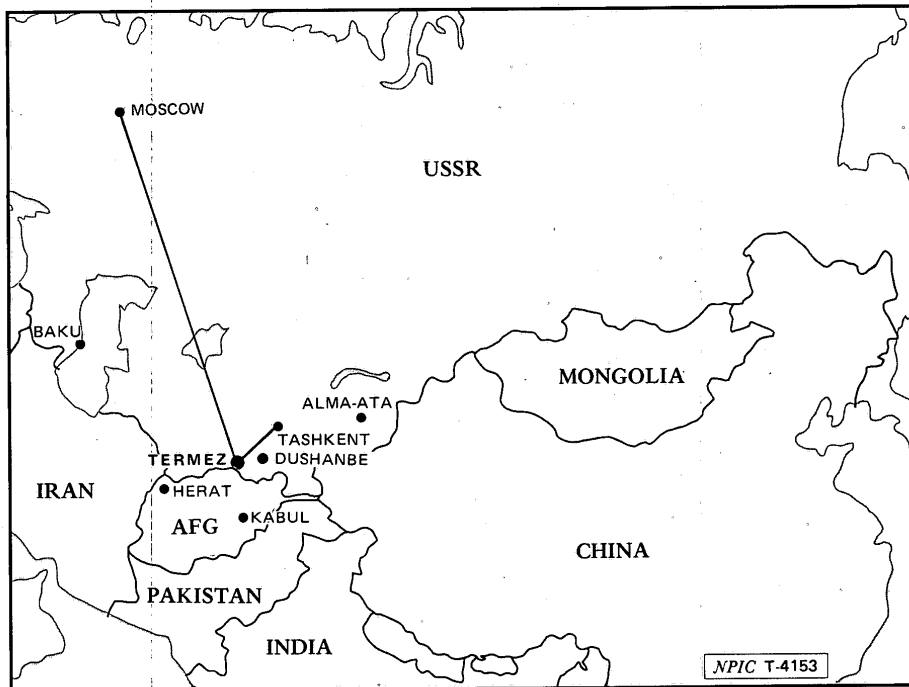 MOSCOW
USSR
BAKU
MONGOLIA
ALMA-ATA
TASHKENT
TERMEZ
DUSHANBE
IRAN
HERAT
AFG
KABUL
CHINA
PAKISTAN
INDIA
NPIC T-4153